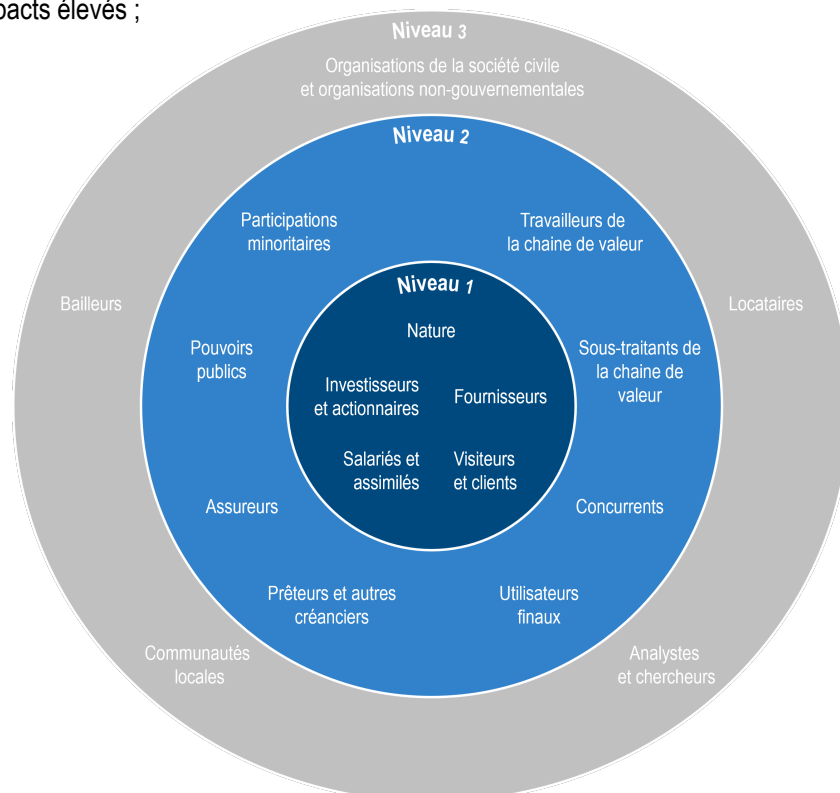 pacts élevés ;
Niveau 3
Organisations de la société civile
et organisations non-gouvernementales
Niveau 2
Participations
minoritaires
Travailleurs de
la chaine de valeur
Niveau 1
Nature
Bailleurs
Locataires
Pouvoirs
publics
Sous-traitants de
la chaine de
valeur
Investisseurs
et actionnaires
Fournisseurs
Salariés et
assimilés
Visiteurs
et clients
Assureurs
Concurrents
Prêteurs et autres
créanciers
Utilisateurs
finaux
Communautés
locales
Analystes
et chercheurs